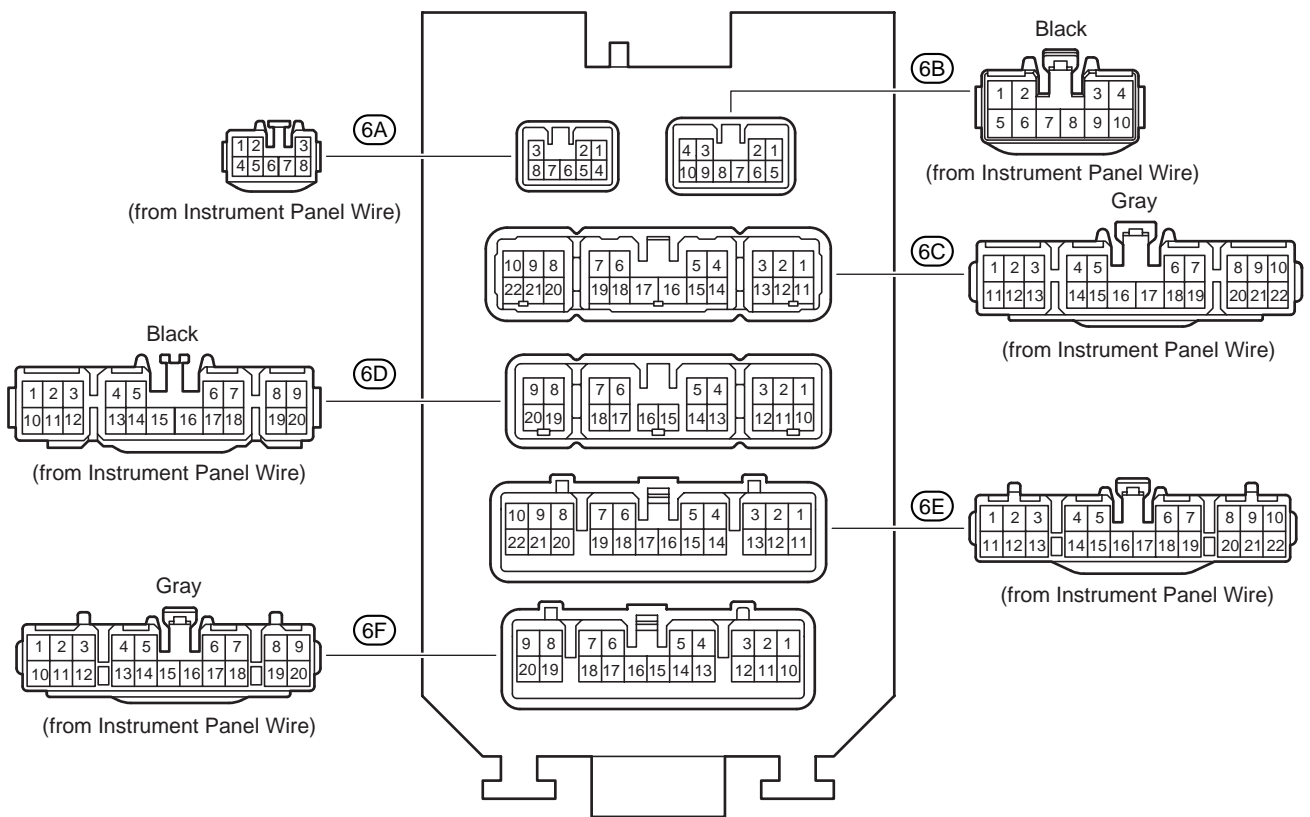 Black
6B
1 2 3 4
5 6 7 8 9 10
(from Instrument Panel Wire)
6A
1 2 3
4 5 6 7 8
(from Instrument Panel Wire)
3 2 1
8 7 6 5 4
4 3 2 1
10 9 8 7 6 5
Gray
6C
1 2 3 4 5 6 7 8 9 10
11 12 13 14 15 16 17 18 19 20 21 22
(from Instrument Panel Wire)
10 9 8 7 6 5 4 3 2 1
22 21 20 19 18 17 16 15 14 13 12 11
Black
6D
1 2 3 4 5 6 7 8 9
10 11 12 13 14 15 16 17 18 19 20
(from Instrument Panel Wire)
9 8 7 6 5 4 3 2 1
20 19 18 17 16 15 14 13 12 11 10
6E
10 9 8 7 6 5 4 3 2 1
22 21 20 19 18 17 16 15 14 13 12 11
1 2 3 4 5 6 7 8 9 10
11 12 13 14 15 16 17 18 19 20 21 22
(from Instrument Panel Wire)
Gray
6F
1 2 3 4 5 6 7 8 9
10 11 12 13 14 15 16 17 18 19 20
(from Instrument Panel Wire)
9 8 7 6 5 4 3 2 1
20 19 18 17 16 15 14 13 12 11 10